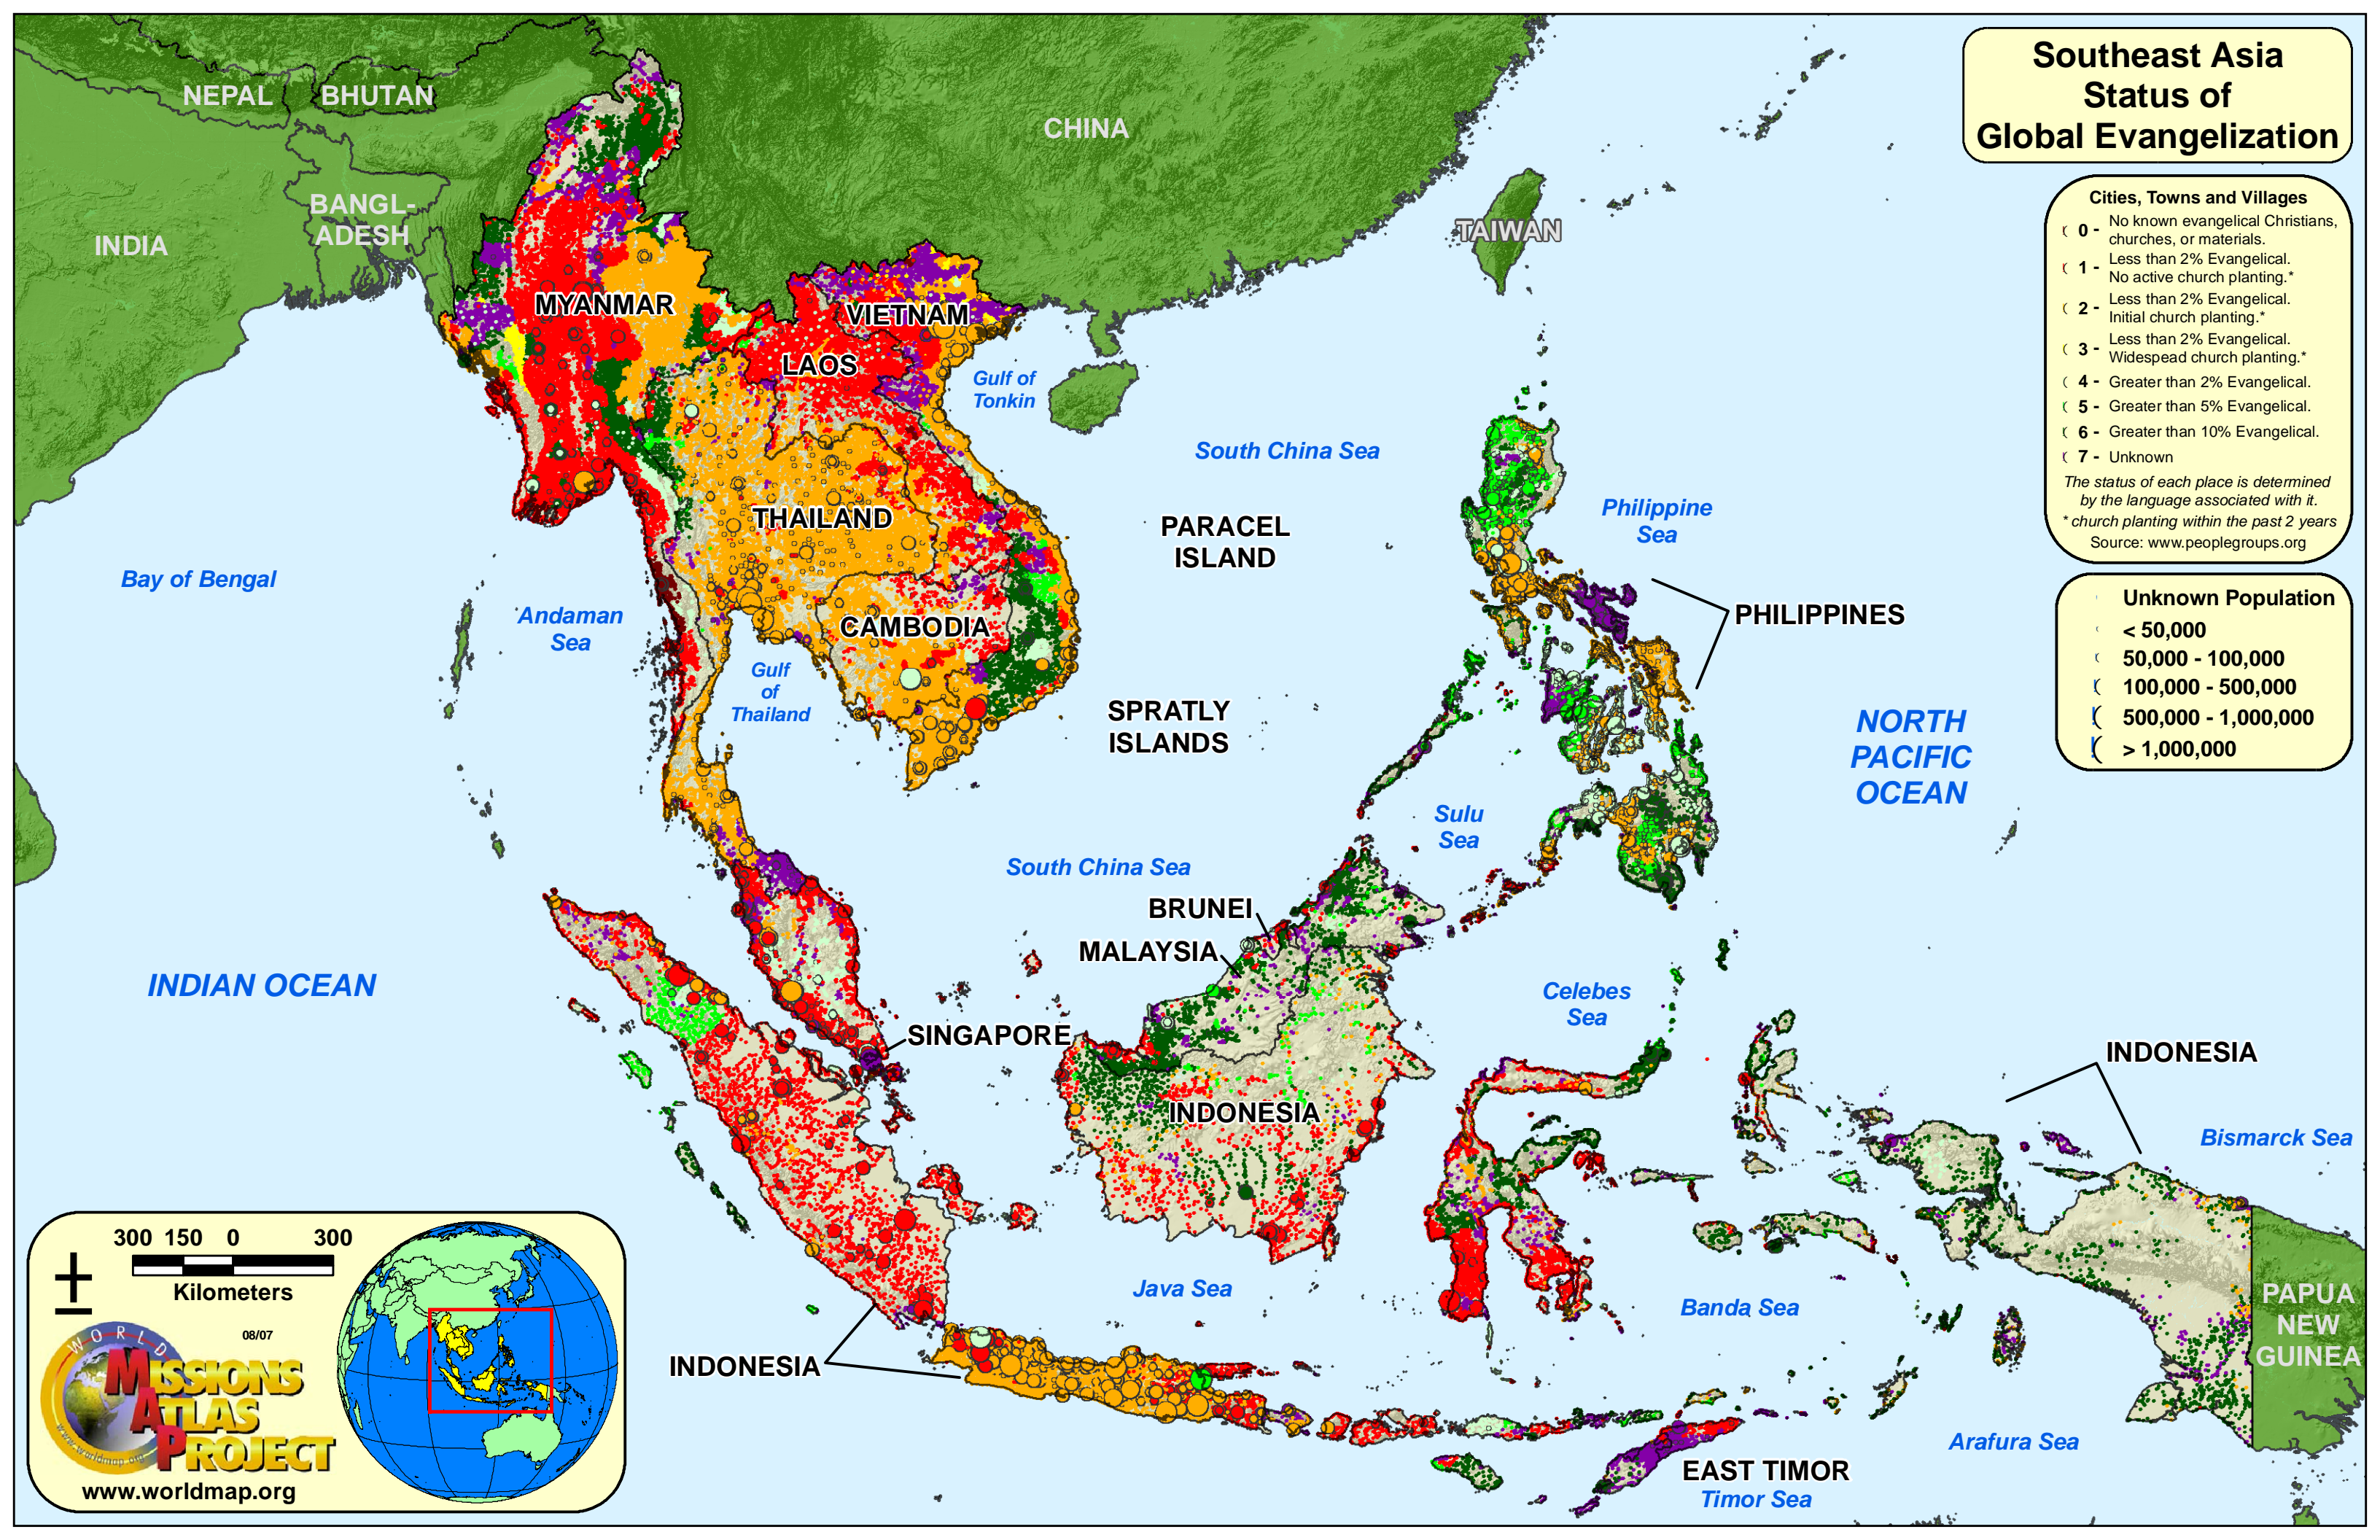 Southeast Asia
Status of
Global Evangelization
Cities, Towns and Villages
0 - No known evangelical Christians,
churches, or materials.
1 - Less than 2% Evangelical.
No active church planting.*
2 - Less than 2% Evangelical.
Initial church planting.*
3 - Less than 2% Evangelical.
Widespead church planting.*
4 - Greater than 2% Evangelical.
5 - Greater than 5% Evangelical.
6 - Greater than 10% Evangelical.
7 - Unknown
The status of each place is determined
by the language associated with it.
* church planting within the past 2 years
Source: www.peoplegroups.org
Unknown Population
< 50,000
50,000 - 100,000
100,000 - 500,000
500,000 - 1,000,000
> 1,000,000
NEPAL
BHUTAN
CHINA
BANGL-
ADESH
INDIA
TAIWAN
MYANMAR
VIETNAM
LAOS
Gulf of
Tonkin
South China Sea
THAILAND
PARACEL
ISLAND
Philippine
Sea
Bay of Bengal
Andaman
Sea
CAMBODIA
PHILIPPINES
Gulf
of
Thailand
SPRATLY
ISLANDS
NORTH
PACIFIC
OCEAN
Sulu
Sea
South China Sea
BRUNEI
MALAYSIA
INDIAN OCEAN
Celebes
Sea
SINGAPORE
INDONESIA
INDONESIA
Bismarck Sea
Java Sea
Banda Sea
PAPUA
NEW
GUINEA
INDONESIA
Arafura Sea
EAST TIMOR
Timor Sea
300 150 0 300
Kilometers
08/07
WORLD
MISSIONS
ATLAS
PROJECT
www.worldmap.org
www.worldmap.org